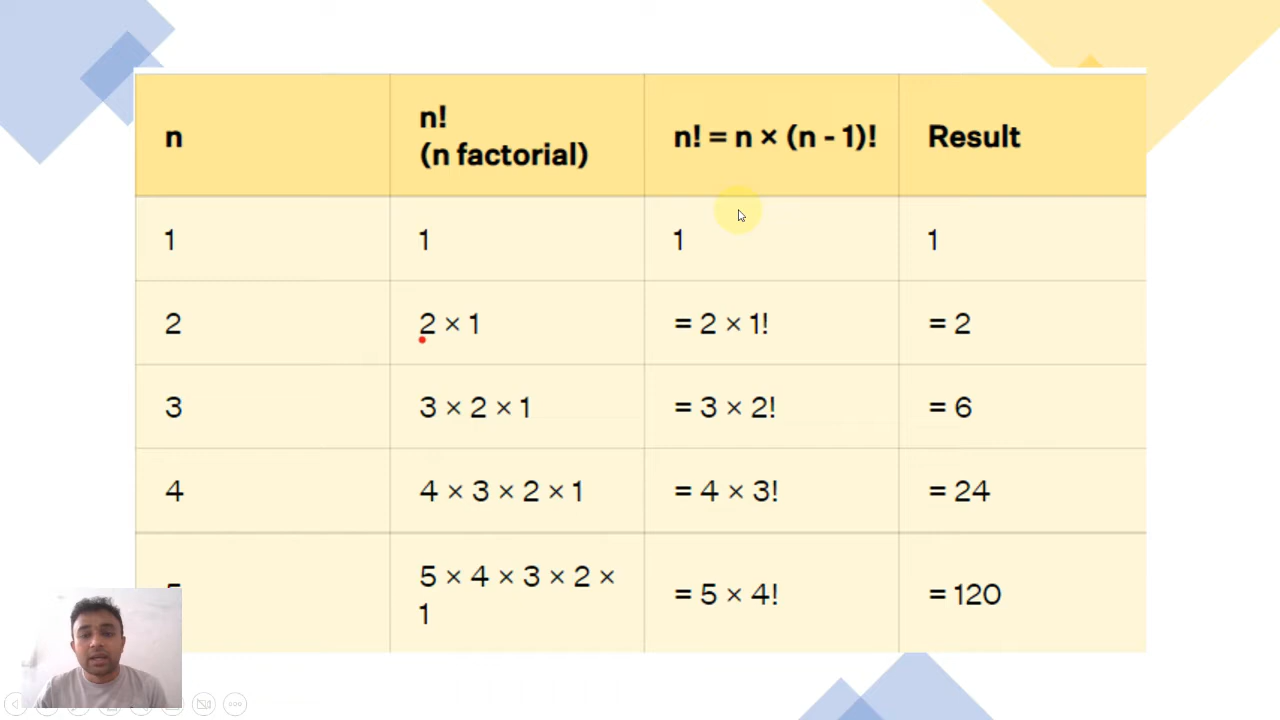 n
n!
(n factorial)
n! = n × (n - 1)!
Result
1
1
1
1
2
2 × 1
= 2 × 1!
= 2
3
3 × 2 × 1
= 3 × 2!
= 6
4
4 × 3 × 2 × 1
= 4 × 3!
= 24
5 × 4 × 3 × 2 ×
1
= 5 × 4!
= 120